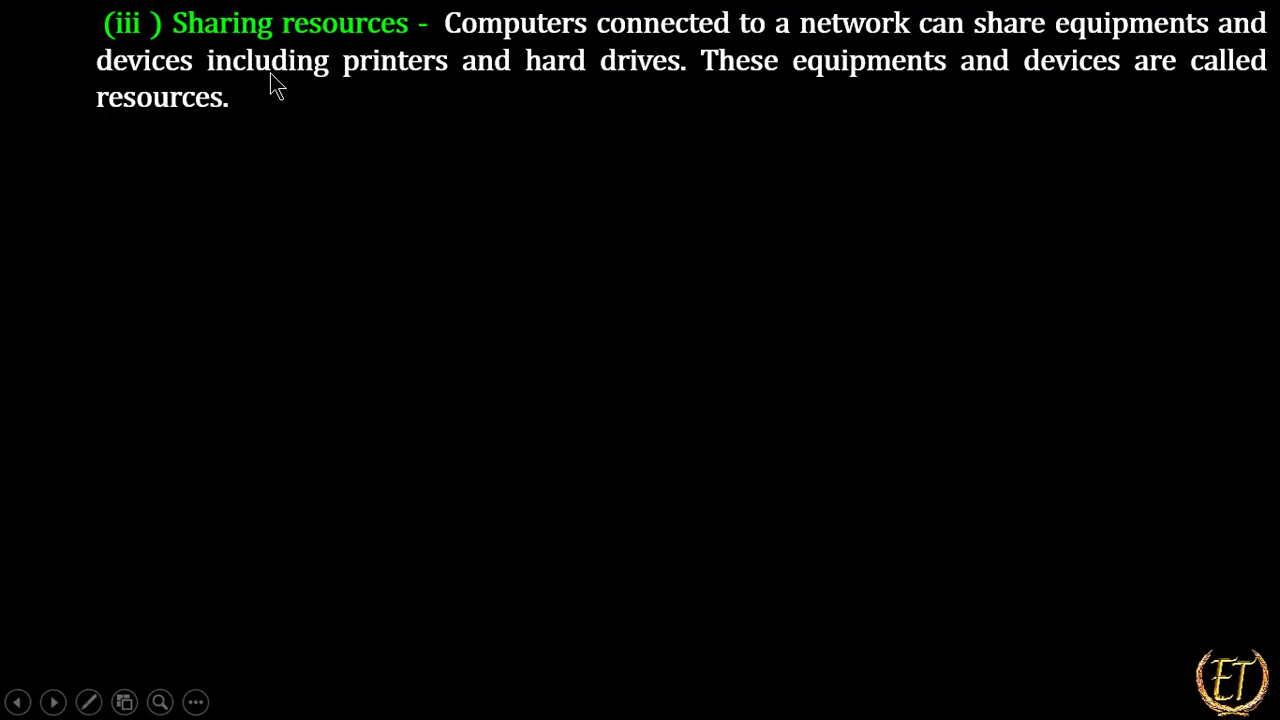 (iii ) Sharing resources - Computers connected to a network can share equipments and
devices including printers and hard drives. These equipments and devices are called
resources.
ET